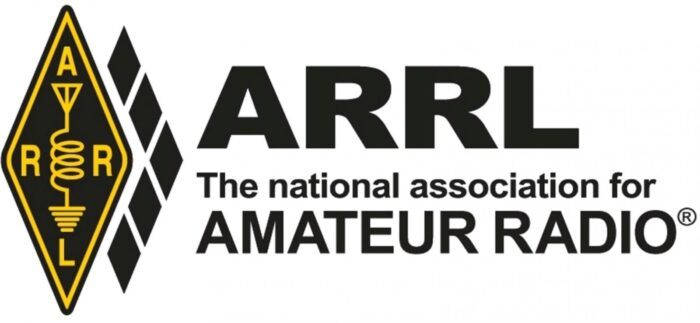 A
R R
L
ARRL
The national association for
AMATEUR RADIO®